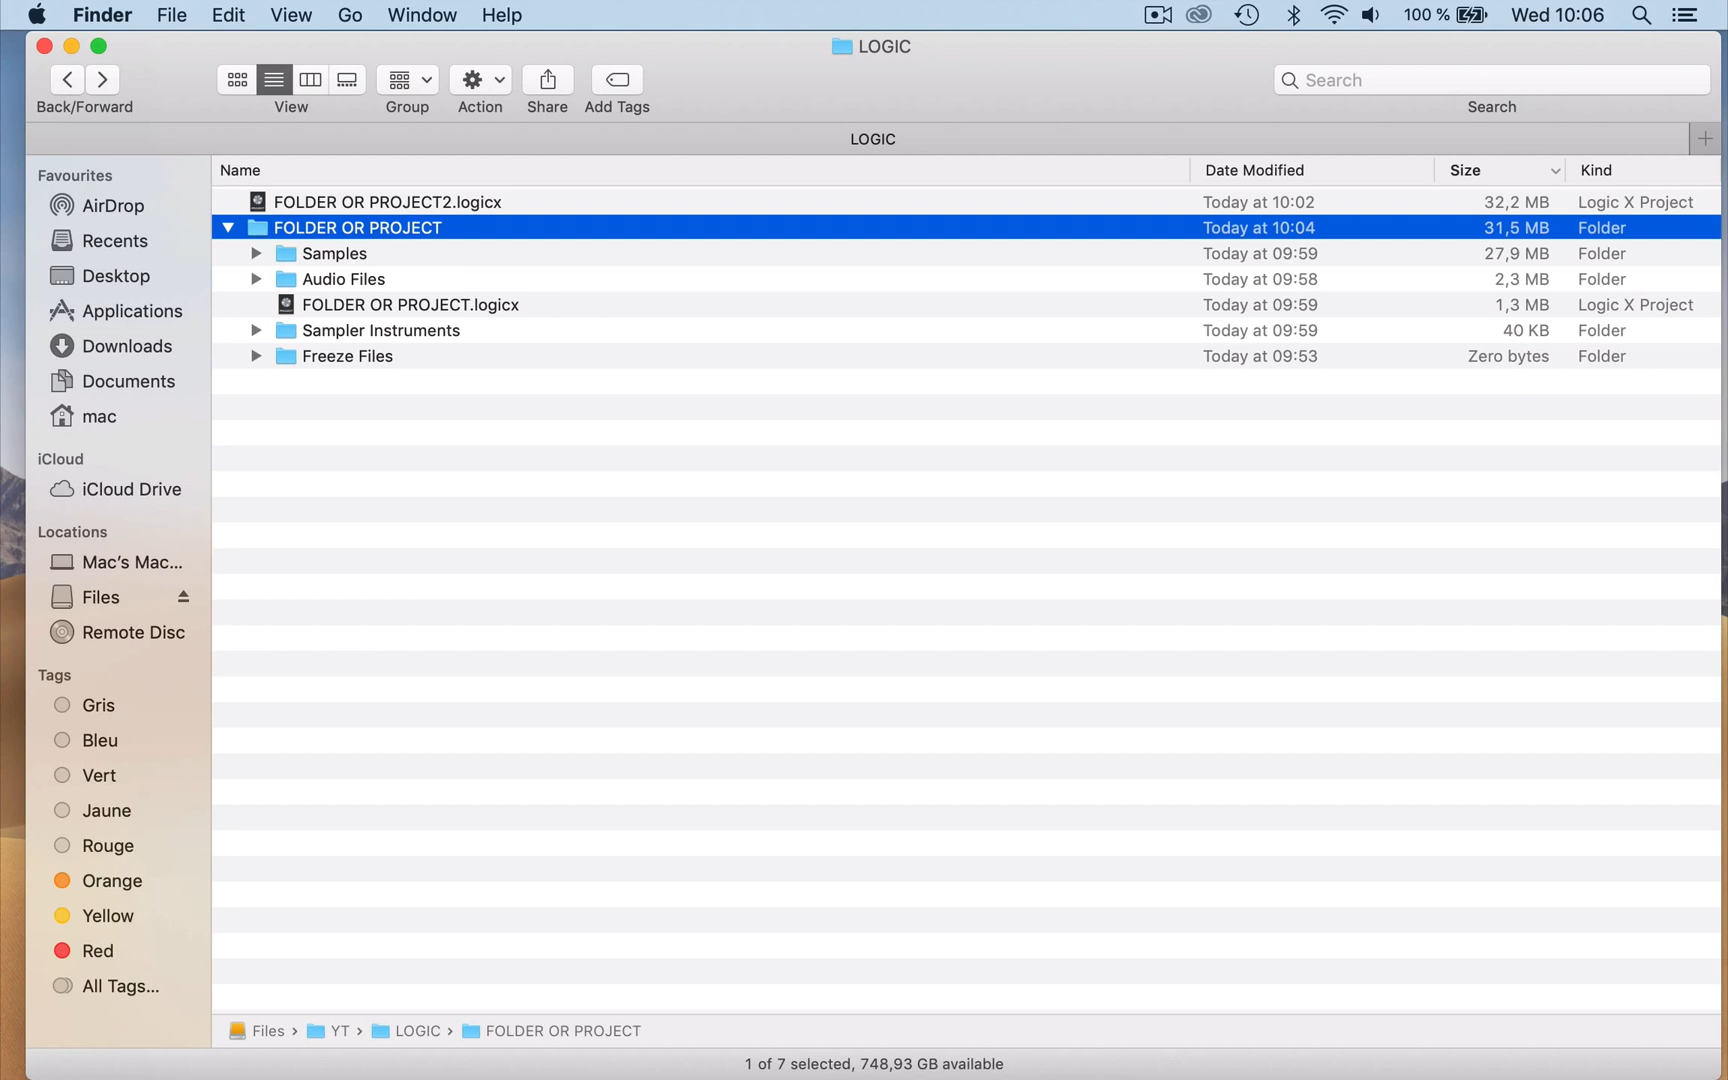 Finder File Edit View Go Window Help 100 % Wed 10:06
LOGIC
Search
Back/Forward View Group Action Share Add Tags Search
LOGIC
Favourites
AirDrop
Recents
Desktop
Applications
Downloads
Documents
mac
iCloud
iCloud Drive
Locations
Mac's Mac...
Files
Remote Disc
Tags
Gris
Bleu
Vert
Jaune
Rouge
Orange
Yellow
Red
All Tags...
Name Date Modified Size Kind
FOLDER OR PROJECT2.logicx Today at 10:02 32,2 MB Logic X Project
FOLDER OR PROJECT Today at 10:04 31,5 MB Folder
Samples Today at 09:59 27,9 MB Folder
Audio Files Today at 09:58 2,3 MB Folder
FOLDER OR PROJECT.logicx Today at 09:59 1,3 MB Logic X Project
Sampler Instruments Today at 09:59 40 KB Folder
Freeze Files Today at 09:53 Zero bytes Folder
Files › YT › LOGIC › FOLDER OR PROJECT
1 of 7 selected, 748,93 GB available